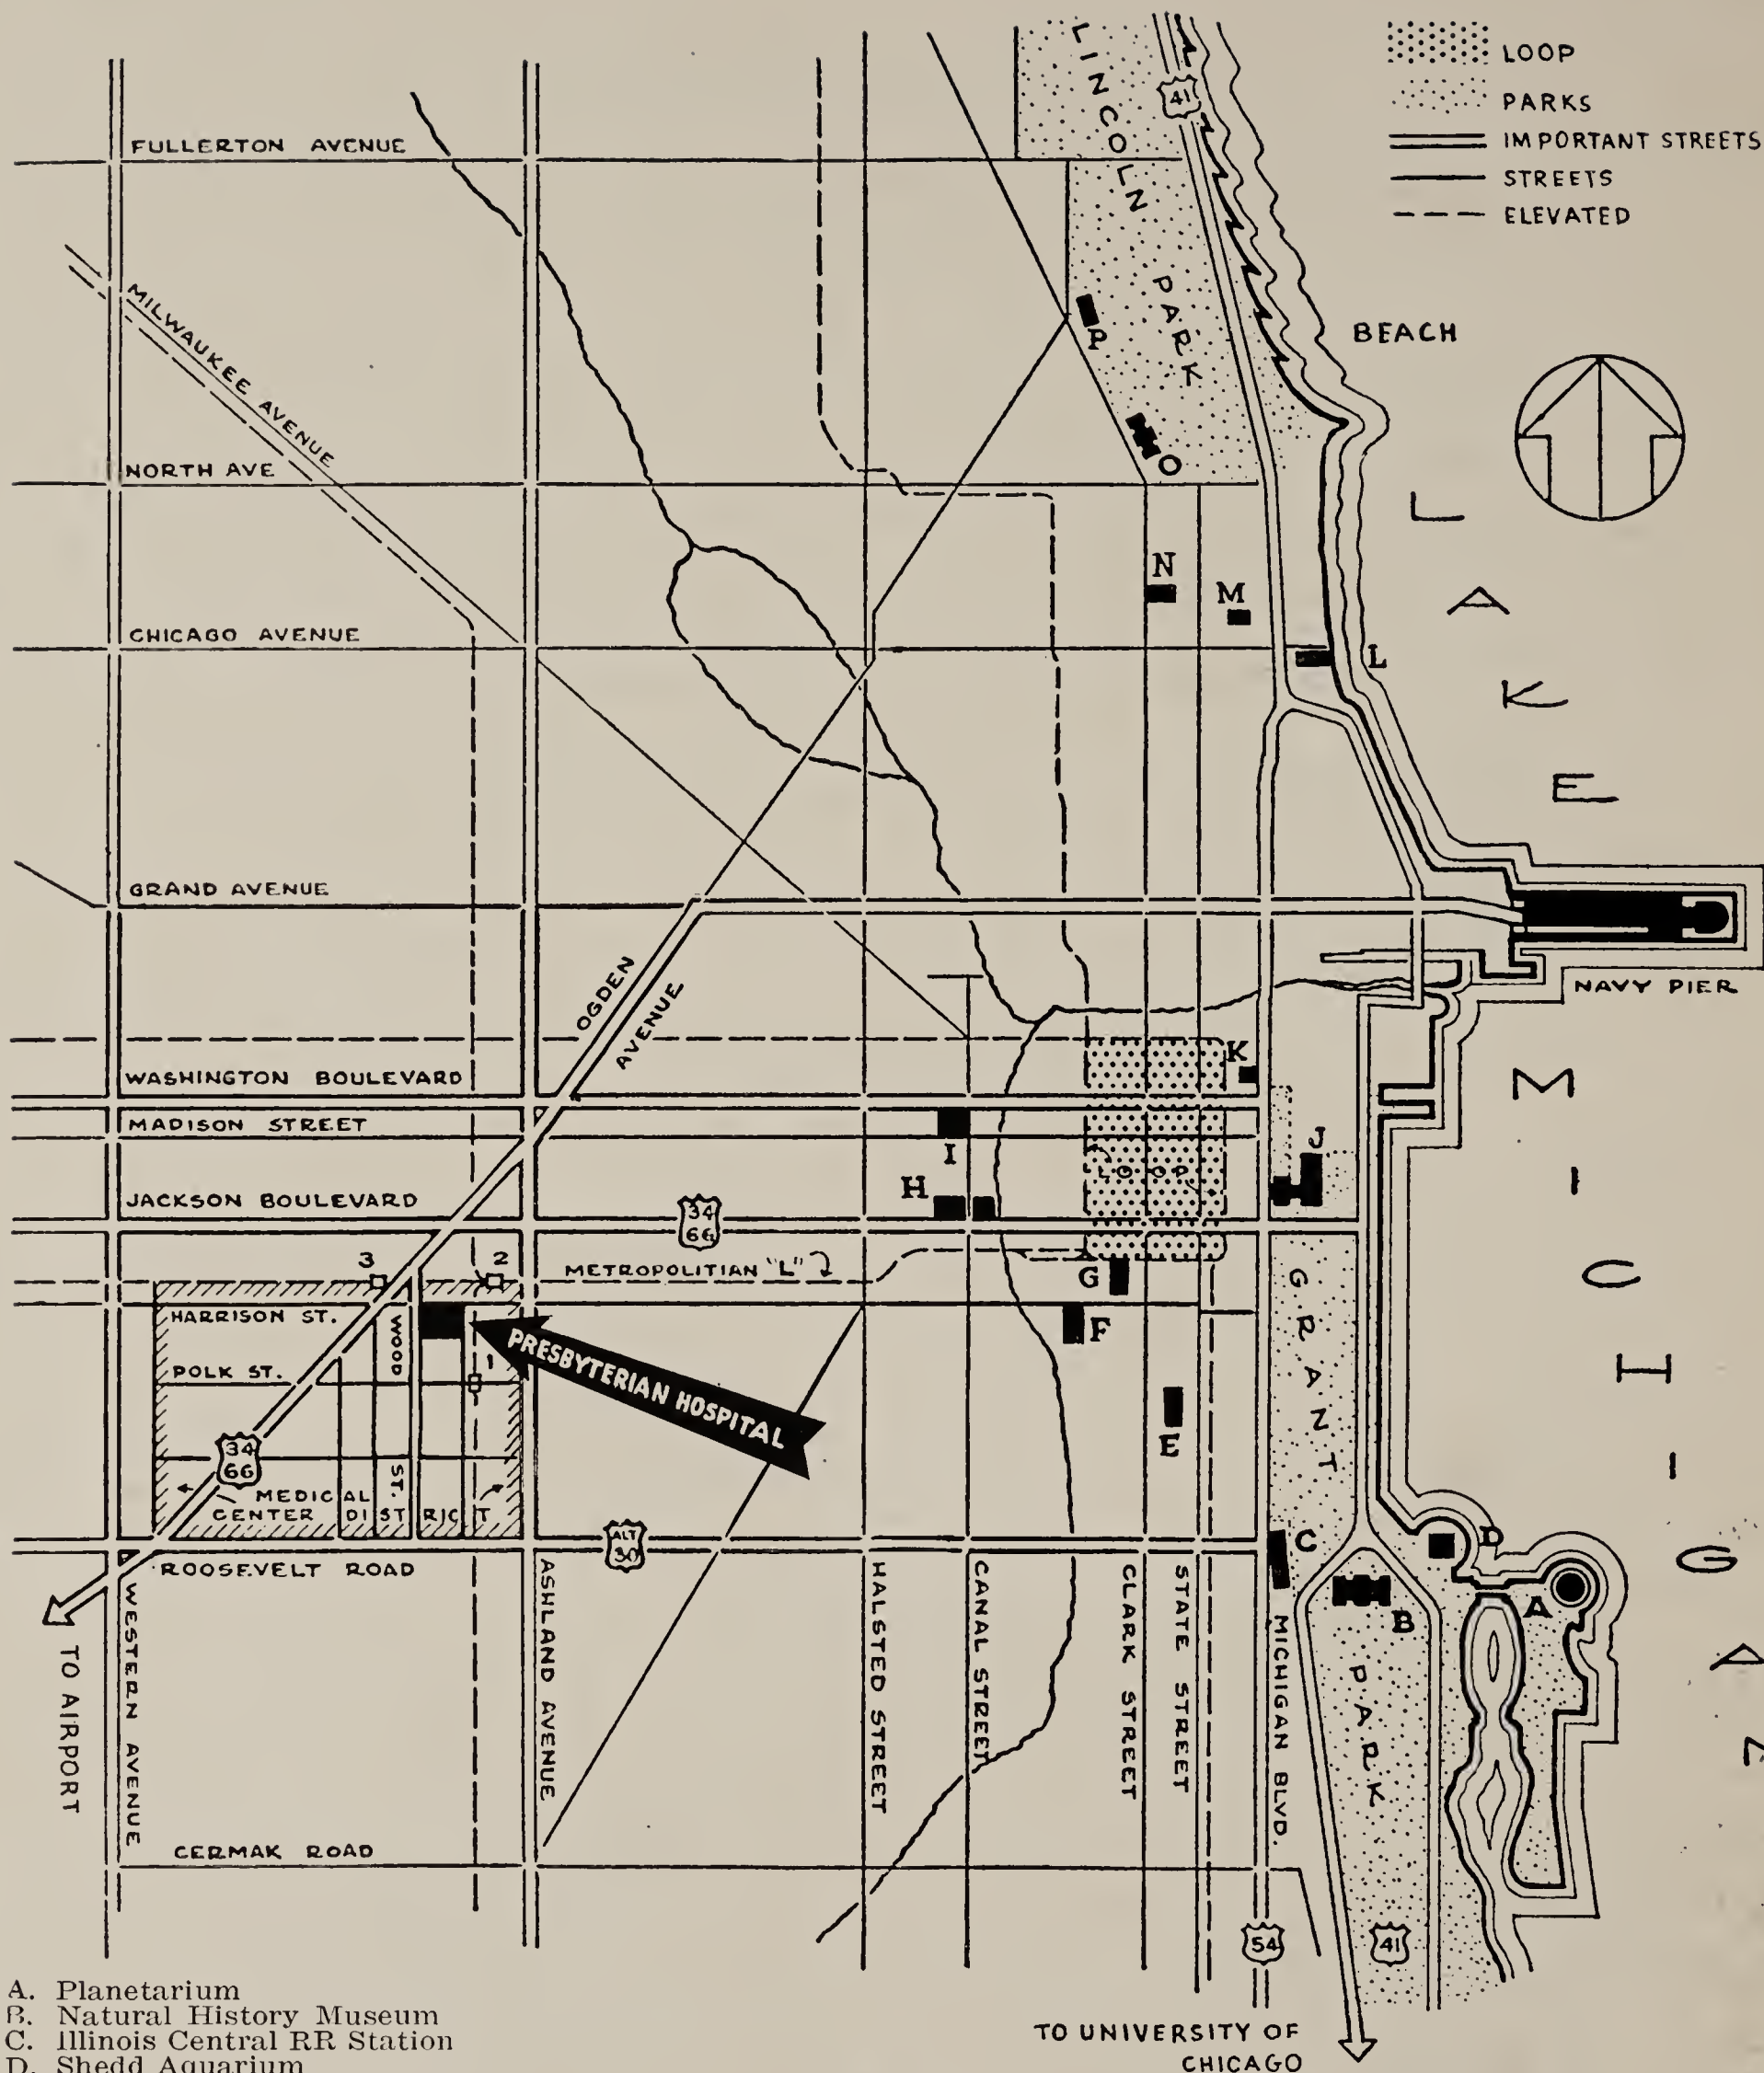 LOOP
PARKS
IMPORTANT STREETS
STREETS
ELEVATED
LINCOLN
PARK
41
FULLERTON AVENUE
MILWAUKEE AVENUE
BEACH
P
O
NORTH AVE
LAKE
N
M
CHICAGO AVENUE
L
GRAND AVENUE
OGDEN
AVENUE
NAVY PIER
MICHIGAN
K
WASHINGTON BOULEVARD
MADISON STREET
I
J
LOOP
H
JACKSON BOULEVARD
34
66
3
2
METROPOLITIAN "L"
G
GRANT
HARRISON ST.
F
WOOD
ST.
PRESBYTERIAN HOSPITAL
1
POLK ST.
E
34
66
MEDICAL
CENTER DISTRICT
ALT
30
C
D
ROOSEVELT ROAD
A
B
TO AIRPORT
WESTERN AVENUE
ASHLAND AVENUE
HALSTED STREET
CANAL STREET
CLARK STREET
STATE STREET
MICHIGAN BLVD.
PARK
CERMAK ROAD
54
41
TO UNIVERSITY OF
CHICAGO
A. Planetarium
B. Natural History Museum
C. Illinois Central RR Station
D. Shedd Aquarium